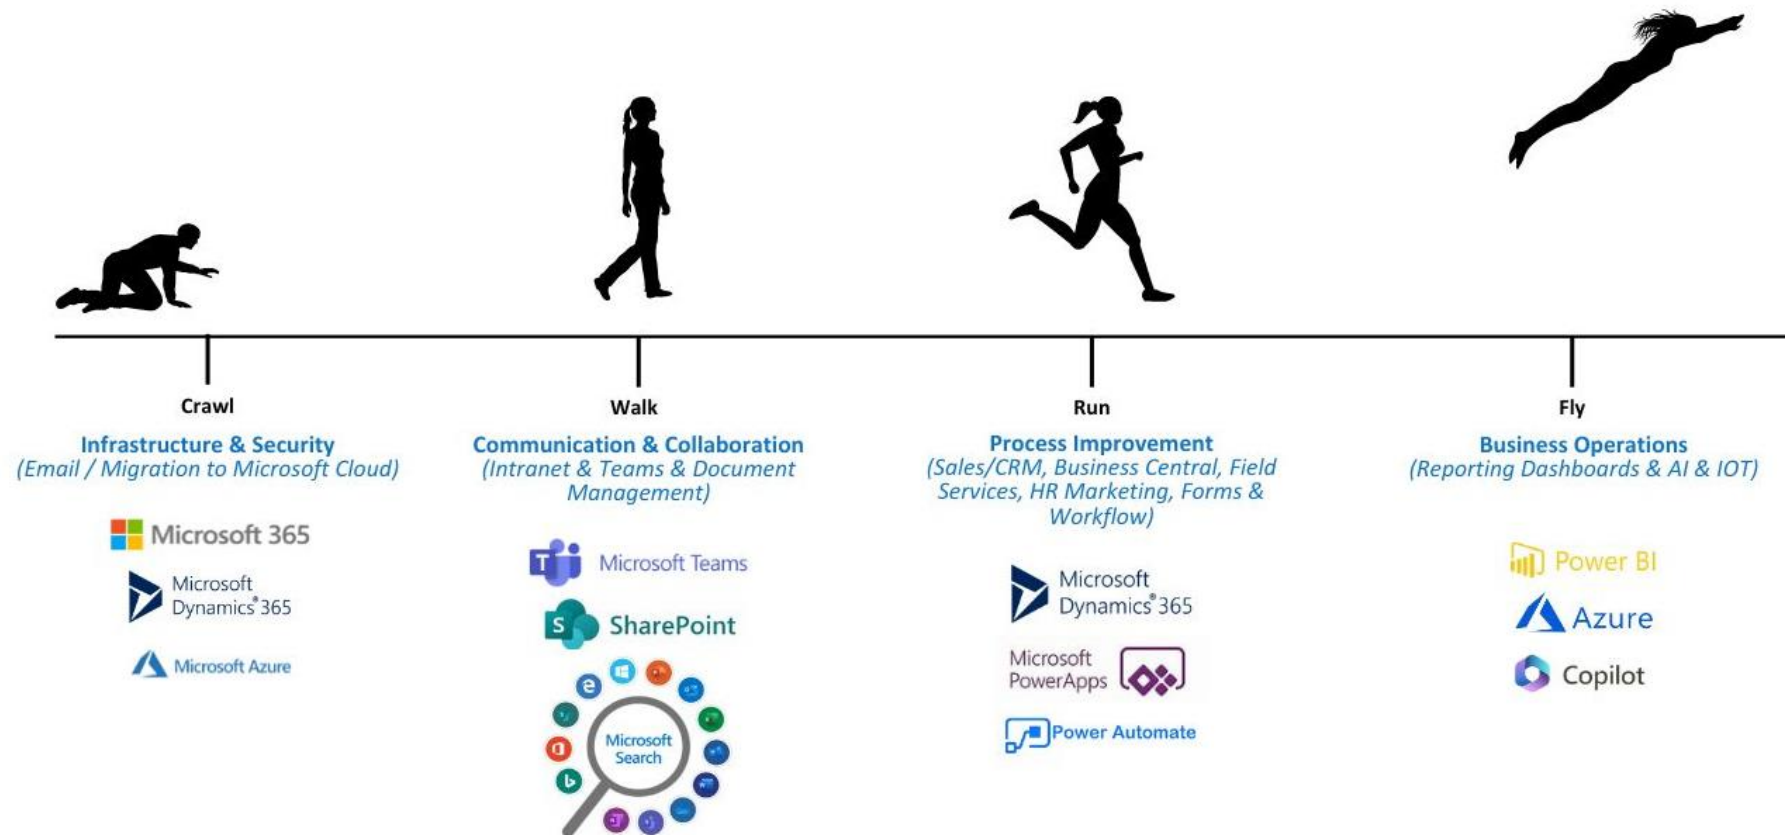 Crawl
Infrastructure & Security
(Email / Migration to Microsoft Cloud)
Microsoft 365
Microsoft
Dynamics® 365
Microsoft Azure
Walk
Communication & Collaboration
(Intranet & Teams & Document
Management)
T
Microsoft Teams
S
SharePoint
Microsoft
Search
Run
Process Improvement
(Sales/CRM, Business Central, Field
Services, HR Marketing, Forms &
Workflow)
Microsoft
Dynamics® 365
Microsoft
PowerApps
Power Automate
Fly
Business Operations
(Reporting Dashboards & AI & IOT)
Power BI
Azure
Copilot